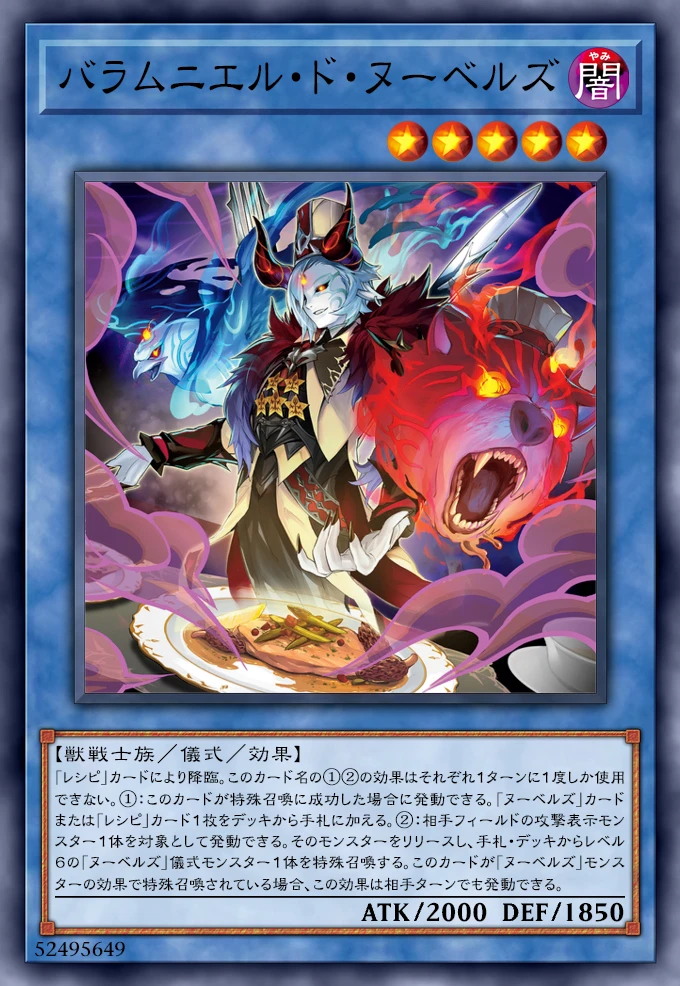 バラムニエル・ド・ヌーベルズ
やみ
闇
【獣戦士族／儀式／効果】
「レシピ」カードにより降臨。このカード名の①②の効果はそれぞれ1ターンに1度しか使用
できない。①：このカードが特殊召喚に成功した場合に発動できる。「ヌーベルズ」カード
または「レシピ」カード1枚をデッキから手札に加える。②：相手フィールドの攻撃表示モン
スター1体を対象として発動できる。そのモンスターをリリースし、手札・デッキからレベル
6の「ヌーベルズ」儀式モンスター1体を特殊召喚する。このカードが「ヌーベルズ」モンス
ターの効果で特殊召喚されている場合、この効果は相手ターンでも発動できる。
ATK/2000 DEF/1850
52495649